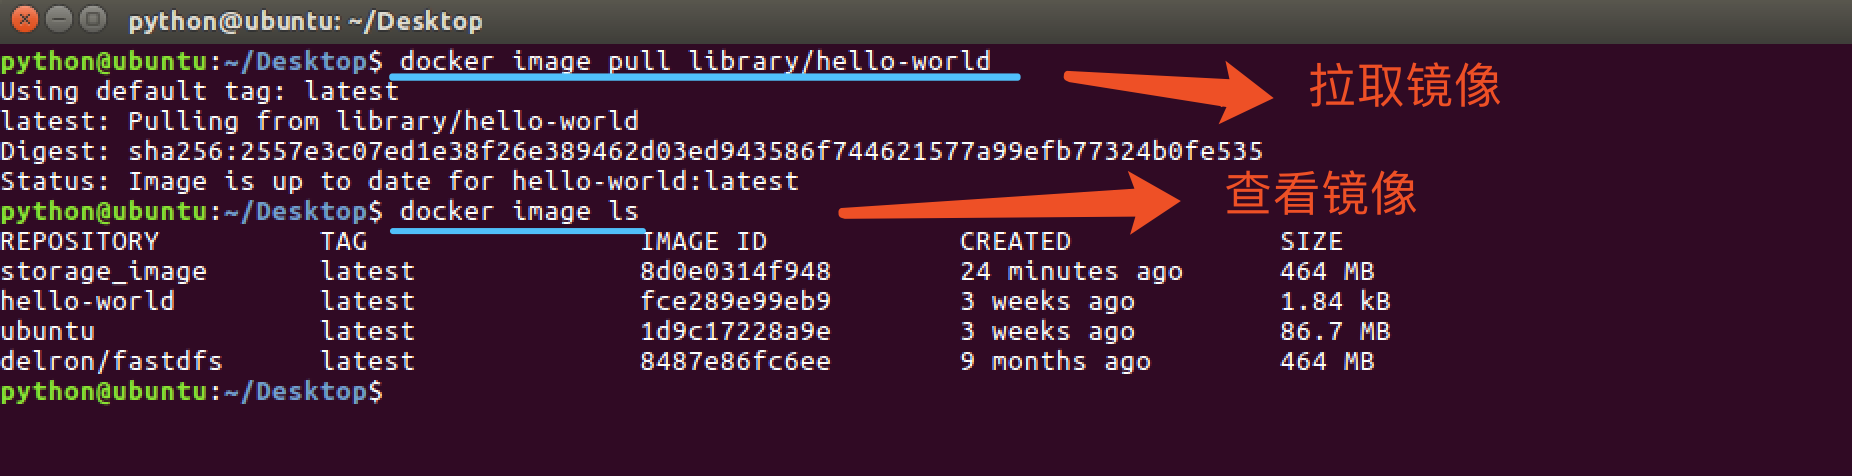 python@ubuntu: ~/Desktop
python@ubuntu:~/Desktop$ docker image pull library/hello-world
拉取镜像
Using default tag: latest
latest: Pulling from library/hello-world
Digest: sha256:2557e3c07ed1e38f26e389462d03ed943586f744621577a99efb77324b0fe535
Status: Image is up to date for hello-world:latest
查看镜像
python@ubuntu:~/Desktop$ docker image ls
REPOSITORY TAG IMAGE ID CREATED SIZE
storage_image latest 8d0e0314f948 24 minutes ago 464 MB
hello-world latest fce289e99eb9 3 weeks ago 1.84 kB
ubuntu latest 1d9c17228a9e 3 weeks ago 86.7 MB
delron/fastdfs latest 8487e86fc6ee 9 months ago 464 MB
python@ubuntu:~/Desktop$